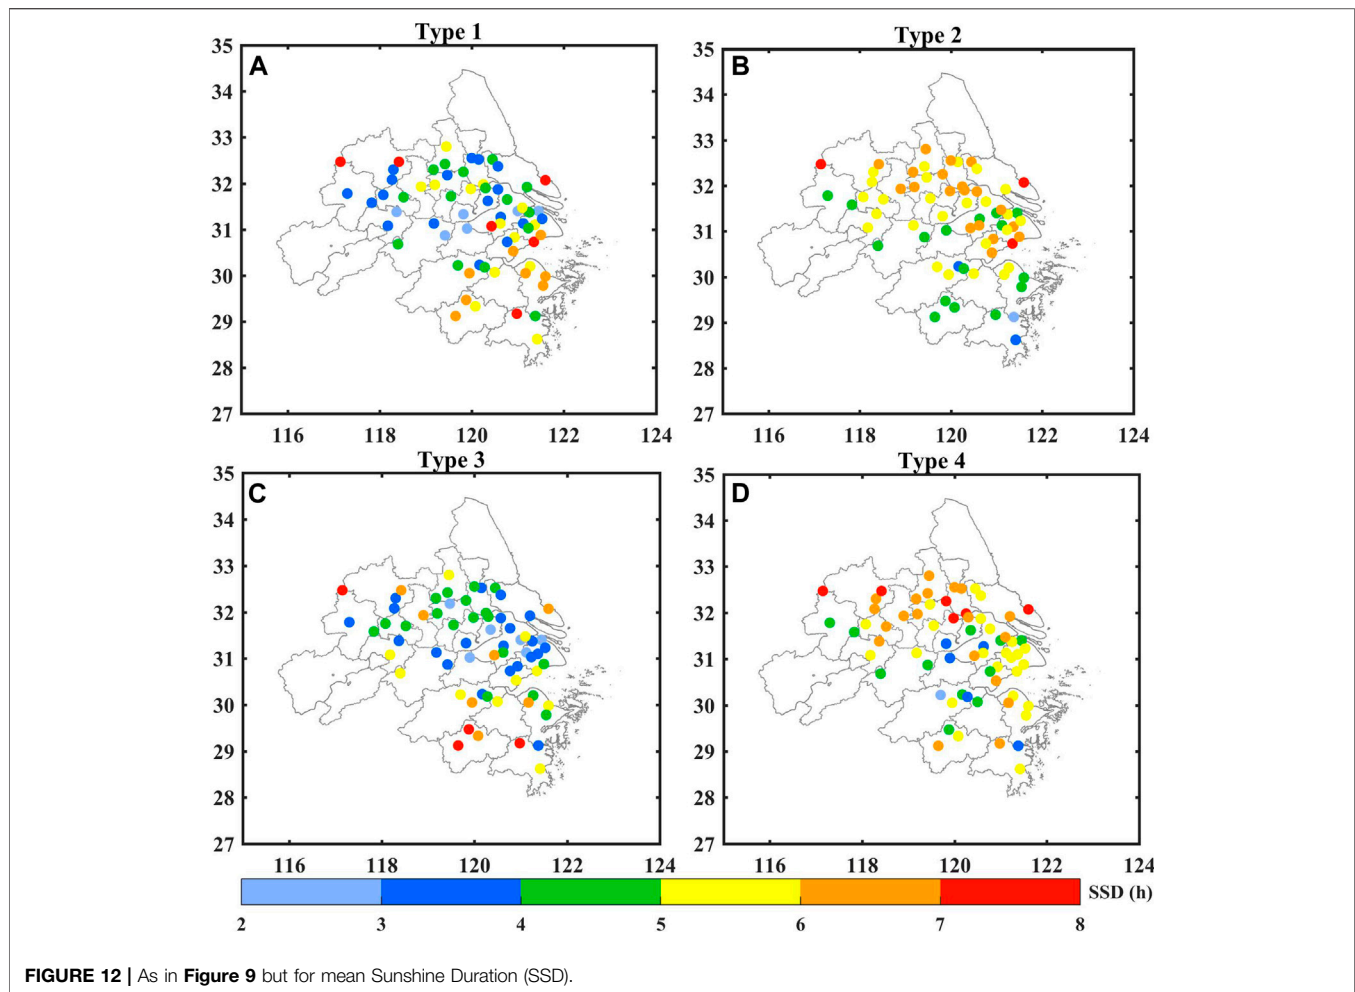 Type 1
A
35
34
33
32
31
30
29
28
27
116 118 120 122 124
Type 2
B
35
34
33
32
31
30
29
28
27
116 118 120 122 124
Type 3
C
35
34
33
32
31
30
29
28
27
116 118 120 122 124
Type 4
D
35
34
33
32
31
30
29
28
27
116 118 120 122 124
SSD (h)
2 3 4 5 6 7 8
FIGURE 12 | As in Figure 9 but for mean Sunshine Duration (SSD).